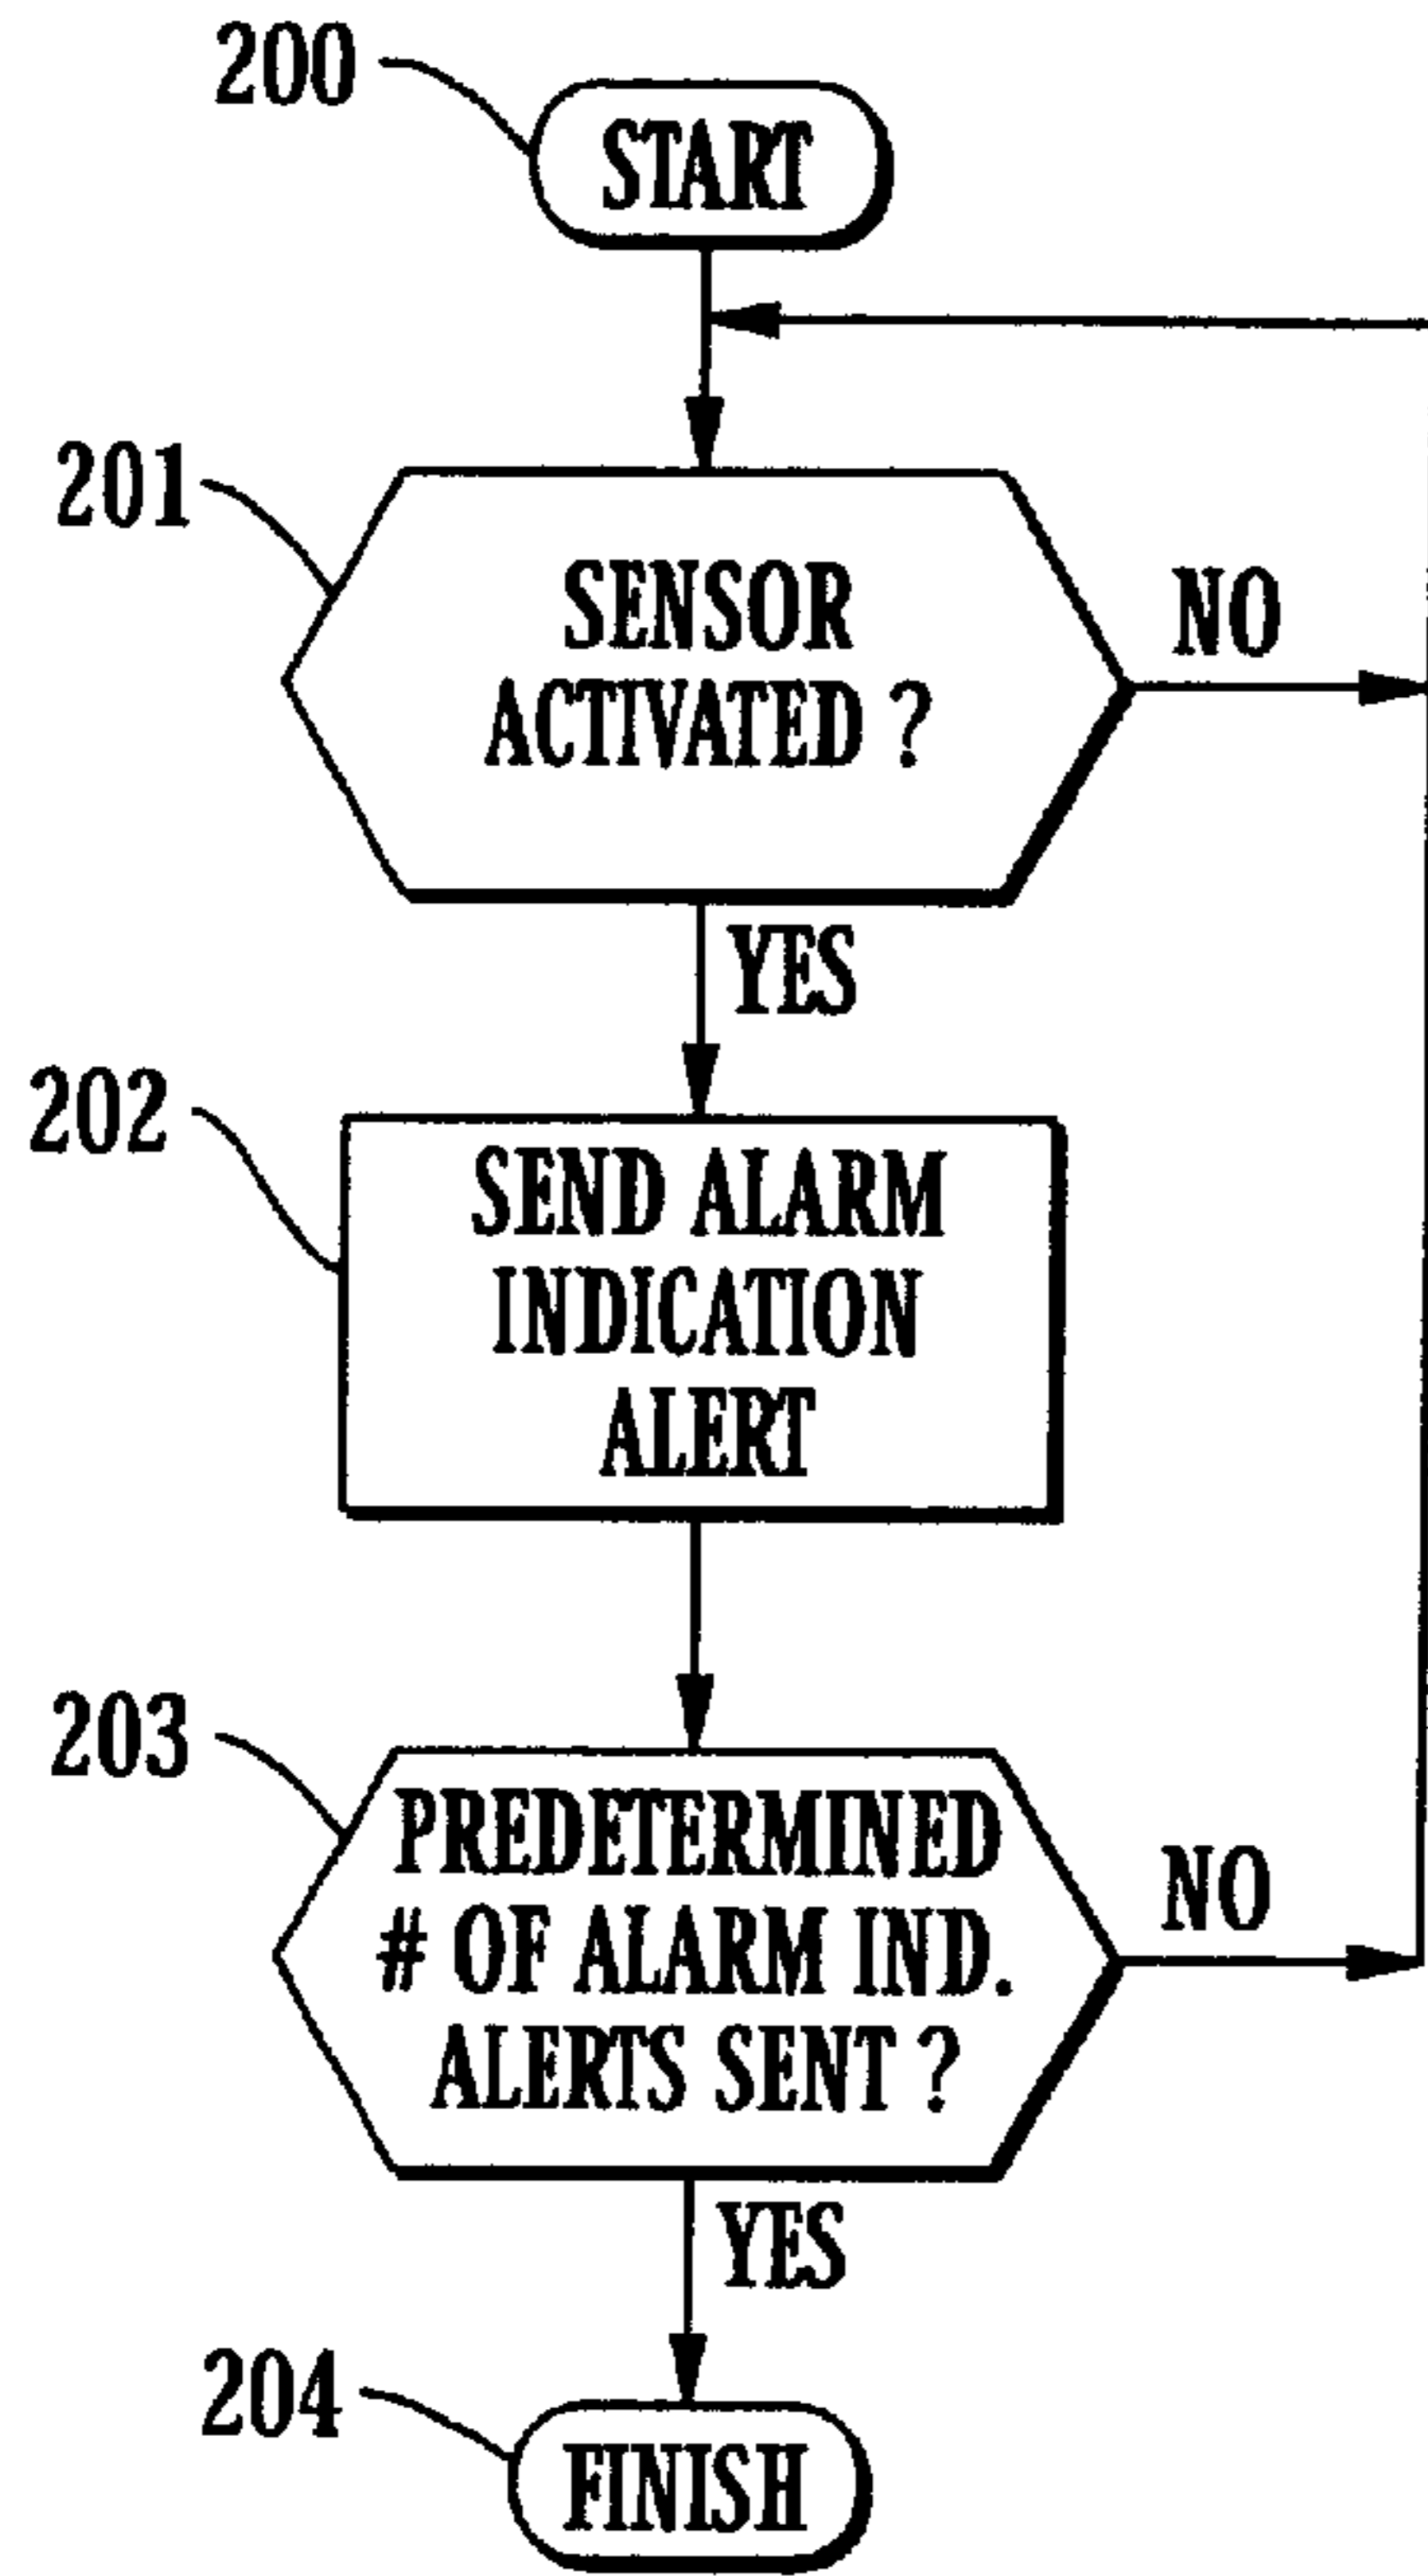 200
START
201
SENSOR
ACTIVATED ?
NO
YES
202
SEND ALARM
INDICATION
ALERT
203
PREDETERMINED
# OF ALARM IND.
ALERTS SENT ?
NO
YES
204
FINISH